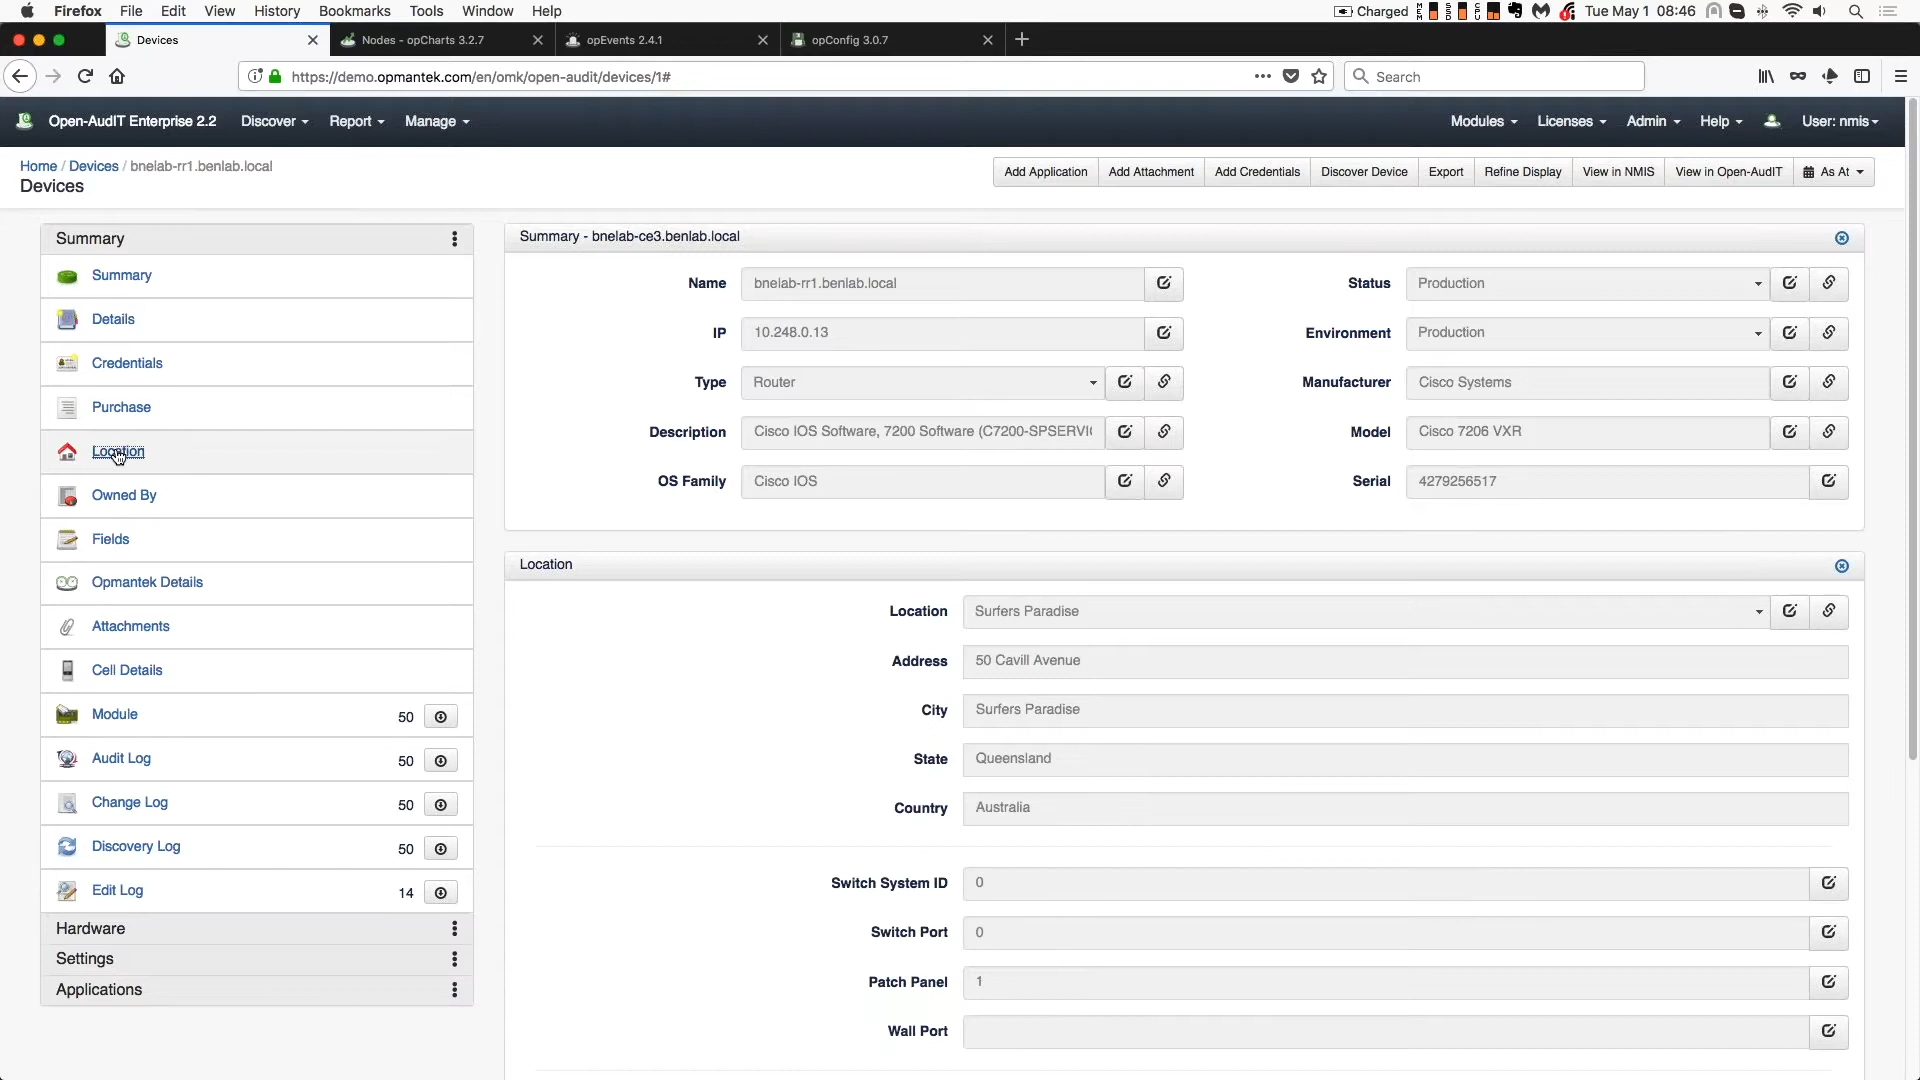 Firefox File Edit View History Bookmarks Tools Window Help Charged Tue May 1 08:46
Devices Nodes - opCharts 3.2.7 opEvents 2.4.1 opConfig 3.0.7
https://demo.opmantek.com/en/omk/open-audit/devices/1# Search
Open-AudIT Enterprise 2.2 Discover Report Manage Modules Licenses Admin Help User: nmis
Home / Devices / bnelab-rr1.benlab.local
Devices
Add Application Add Attachment Add Credentials Discover Device Export Refine Display View in NMIS View in Open-AudIT As At
Summary
Summary
Details
Credentials
Purchase
Location
Owned By
Fields
Opmantek Details
Attachments
Cell Details
Module 50
Audit Log 50
Change Log 50
Discovery Log 50
Edit Log 14
Hardware
Settings
Applications
Summary - bnelab-ce3.benlab.local
Name bnelab-rr1.benlab.local Status Production
IP 10.248.0.13 Environment Production
Type Router Manufacturer Cisco Systems
Description Cisco IOS Software, 7200 Software (C7200-SPSERVI Model Cisco 7206 VXR
OS Family Cisco IOS Serial 4279256517
Location
Location Surfers Paradise
Address 50 Cavill Avenue
City Surfers Paradise
State Queensland
Country Australia
Switch System ID 0
Switch Port 0
Patch Panel 1
Wall Port